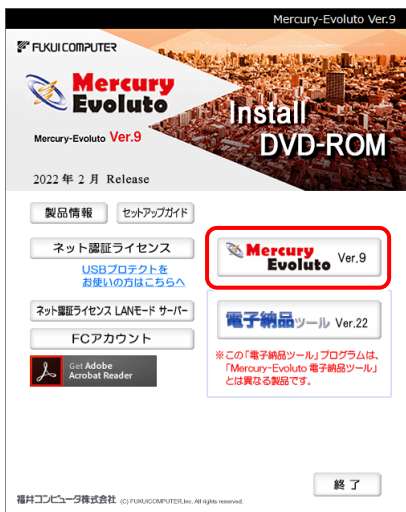 Mercury-Evoluto Ver.9
FUKUI COMPUTER
Mercury
Evoluto
Mercury-Evoluto Ver.9
Install
DVD-ROM
2022 年 2 月 Release
製品情報
セットアップガイド
ネット認証ライセンス
USBプロテクトを
お使いの方はこちらへ
ネット認証ライセンス LANモード サーバー
FCアカウント
Get Adobe
Acrobat Reader
Mercury
Evoluto Ver.9
電子納品ツール Ver.22
※この「電子納品ツール」プログラムは、
「Mercury-Evoluto 電子納品ツール」
とは異なる製品です。
終 了
福井コンピュータ株式会社 (C) FUKUICOMPUTER,Inc. All rights reserved.